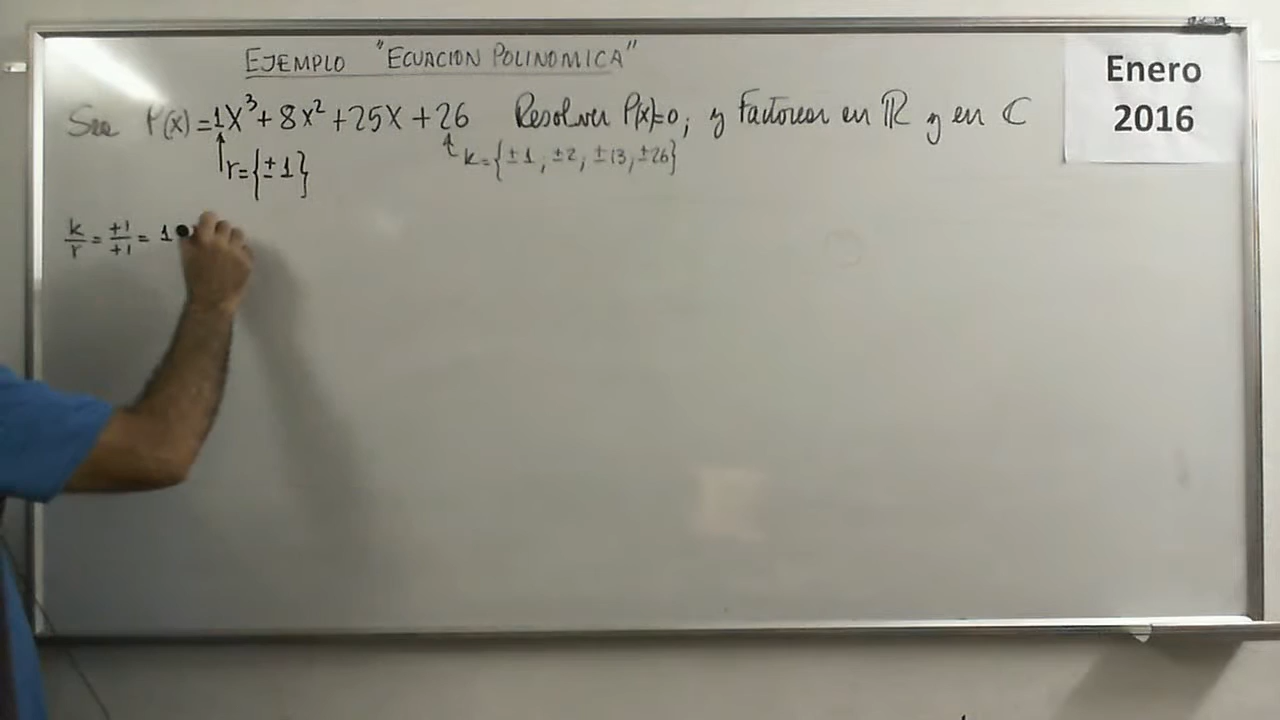 EJEMPLO "ECUACION POLINOMICA"
Sea P(x) = 1X³ + 8X² + 25X + 26 Resolver P(x)=0; y Factorear en ℝ y en ℂ
r={±1}
k={±1, ±2, ±13, ±26}
k/r = +1/+1 = 1
Enero
2016